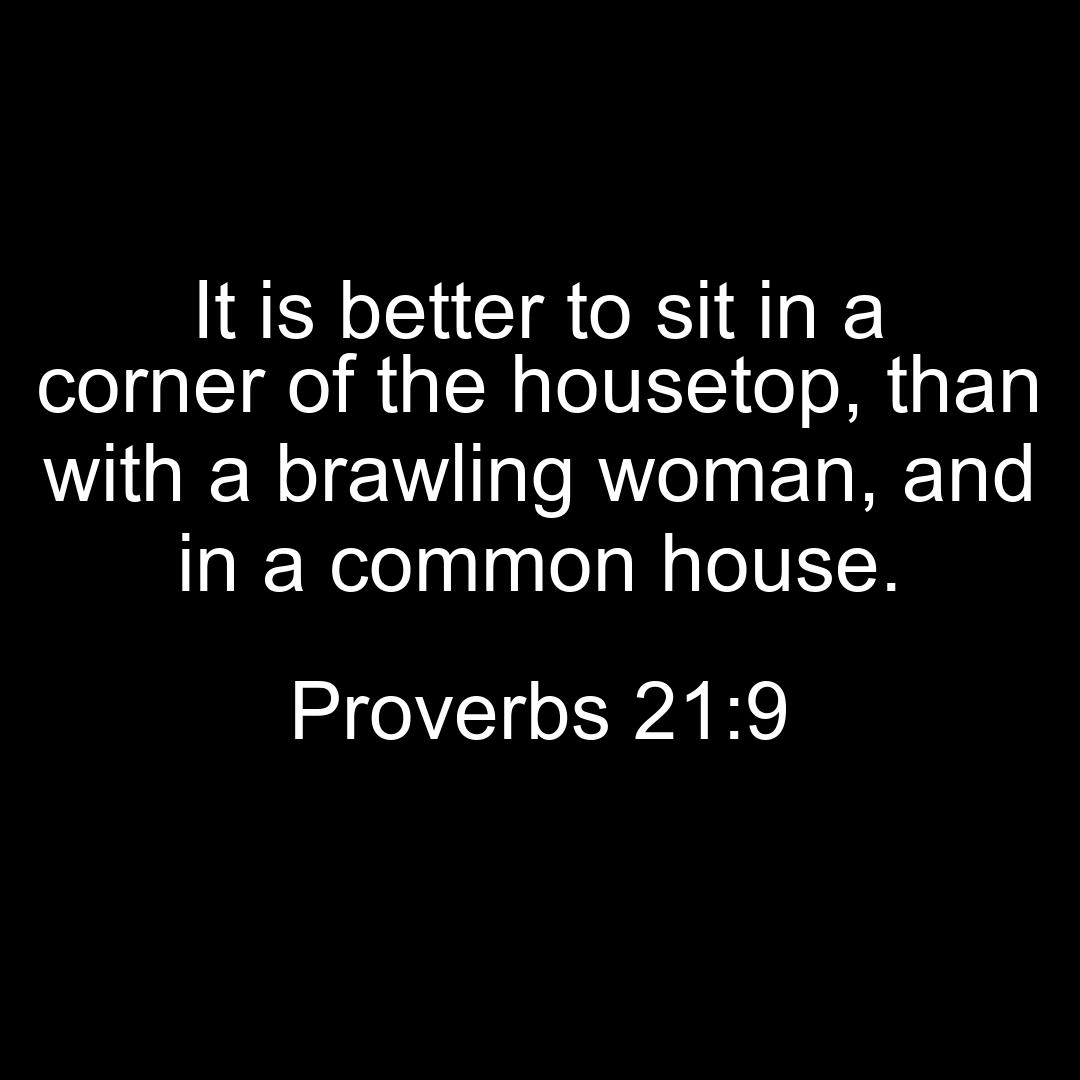 It is better to sit in a
corner of the housetop, than
with a brawling woman, and
in a common house.
Proverbs 21:9